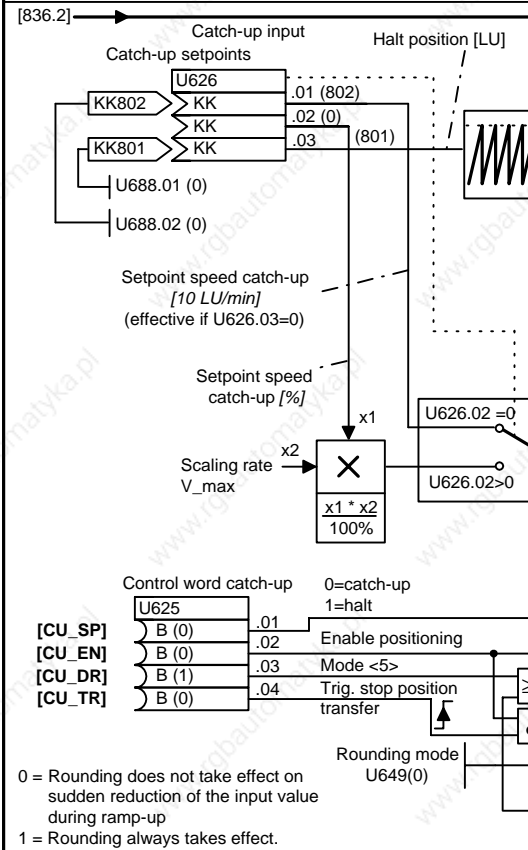 [836.2]
Catch-up input
Catch-up setpoints
Halt position [LU]
U626
KK802
KK
.01 (802)
KK
.02 (0)
KK801
KK
.03
(801)
U688.01 (0)
U688.02 (0)
Setpoint speed catch-up
[10 LU/min]
(effective if U626.03=0)
Setpoint speed
catch-up [%]
x1
x2
Scaling rate
V_max
x1 * x2
100%
U626.02 =0
U626.02>0
Control word catch-up
0=catch-up
1=halt
U625
[CU_SP]
B (0)
.01
[CU_EN]
B (0)
.02
Enable positioning
[CU_DR]
B (1)
.03
Mode <5>
[CU_TR]
B (0)
.04
Trig. stop position
transfer
≥
Rounding mode
U649(0)
0 = Rounding does not take effect on
sudden reduction of the input value
during ramp-up
1 = Rounding always takes effect.
www.rgbautomatyka.pl